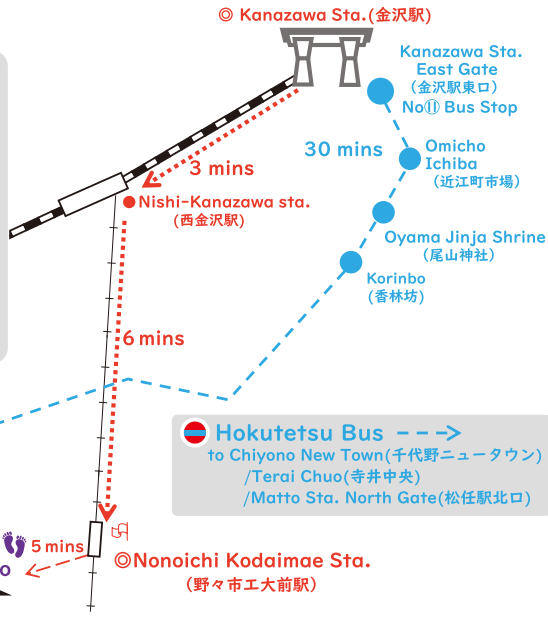 ◎ Kanazawa Sta.(金沢駅)
Kanazawa Sta.
East Gate
(金沢駅東口)
No⑪ Bus Stop
30 mins
Omicho
Ichiba
(近江町市場)
3 mins
Nishi-Kanazawa sta.
(西金沢駅)
Oyama Jinja Shrine
(尾山神社)
Korinbo
(香林坊)
6 mins
Hokutetsu Bus
to Chiyono New Town(千代野ニュータウン)
/Terai Chuo(寺井中央)
/Matto Sta. North Gate(松任駅北口)
5 mins
◎Nonoichi Kodaimae Sta.
(野々市工大前駅)
o